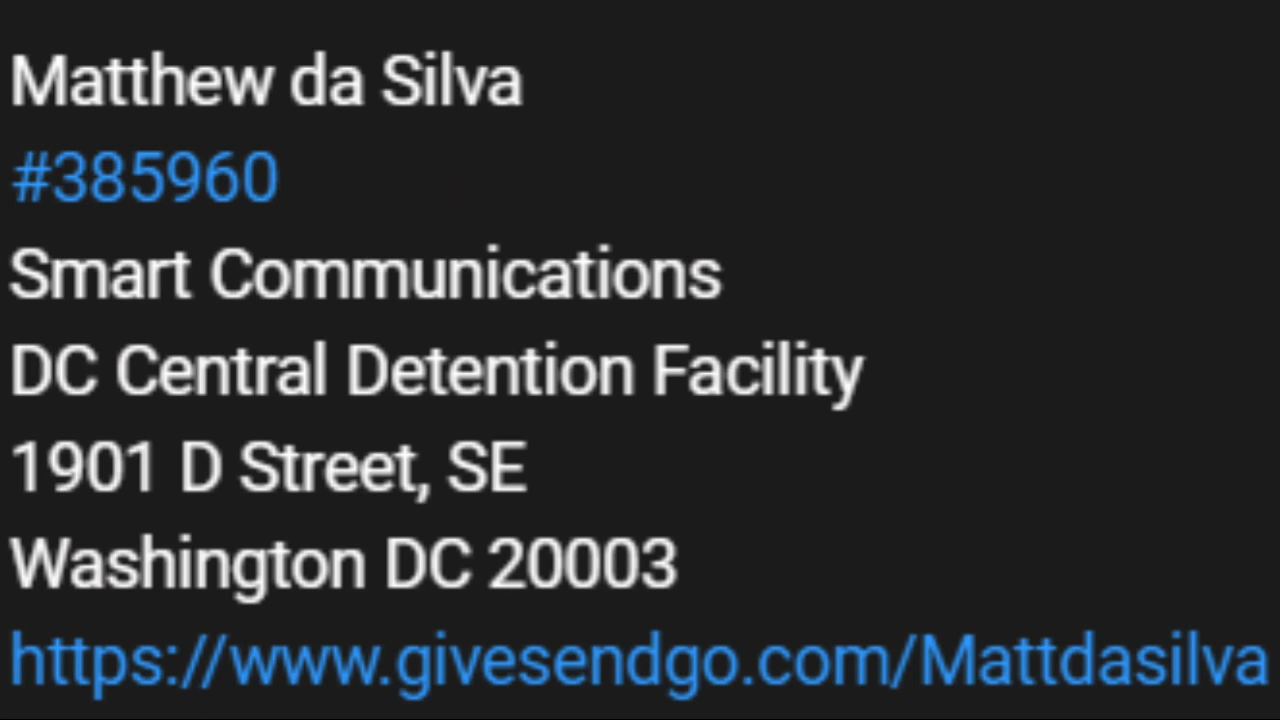 Matthew da Silva
#385960
Smart Communications
DC Central Detention Facility
1901 D Street, SE
Washington DC 20003
https://www.givesendgo.com/Mattdasilva